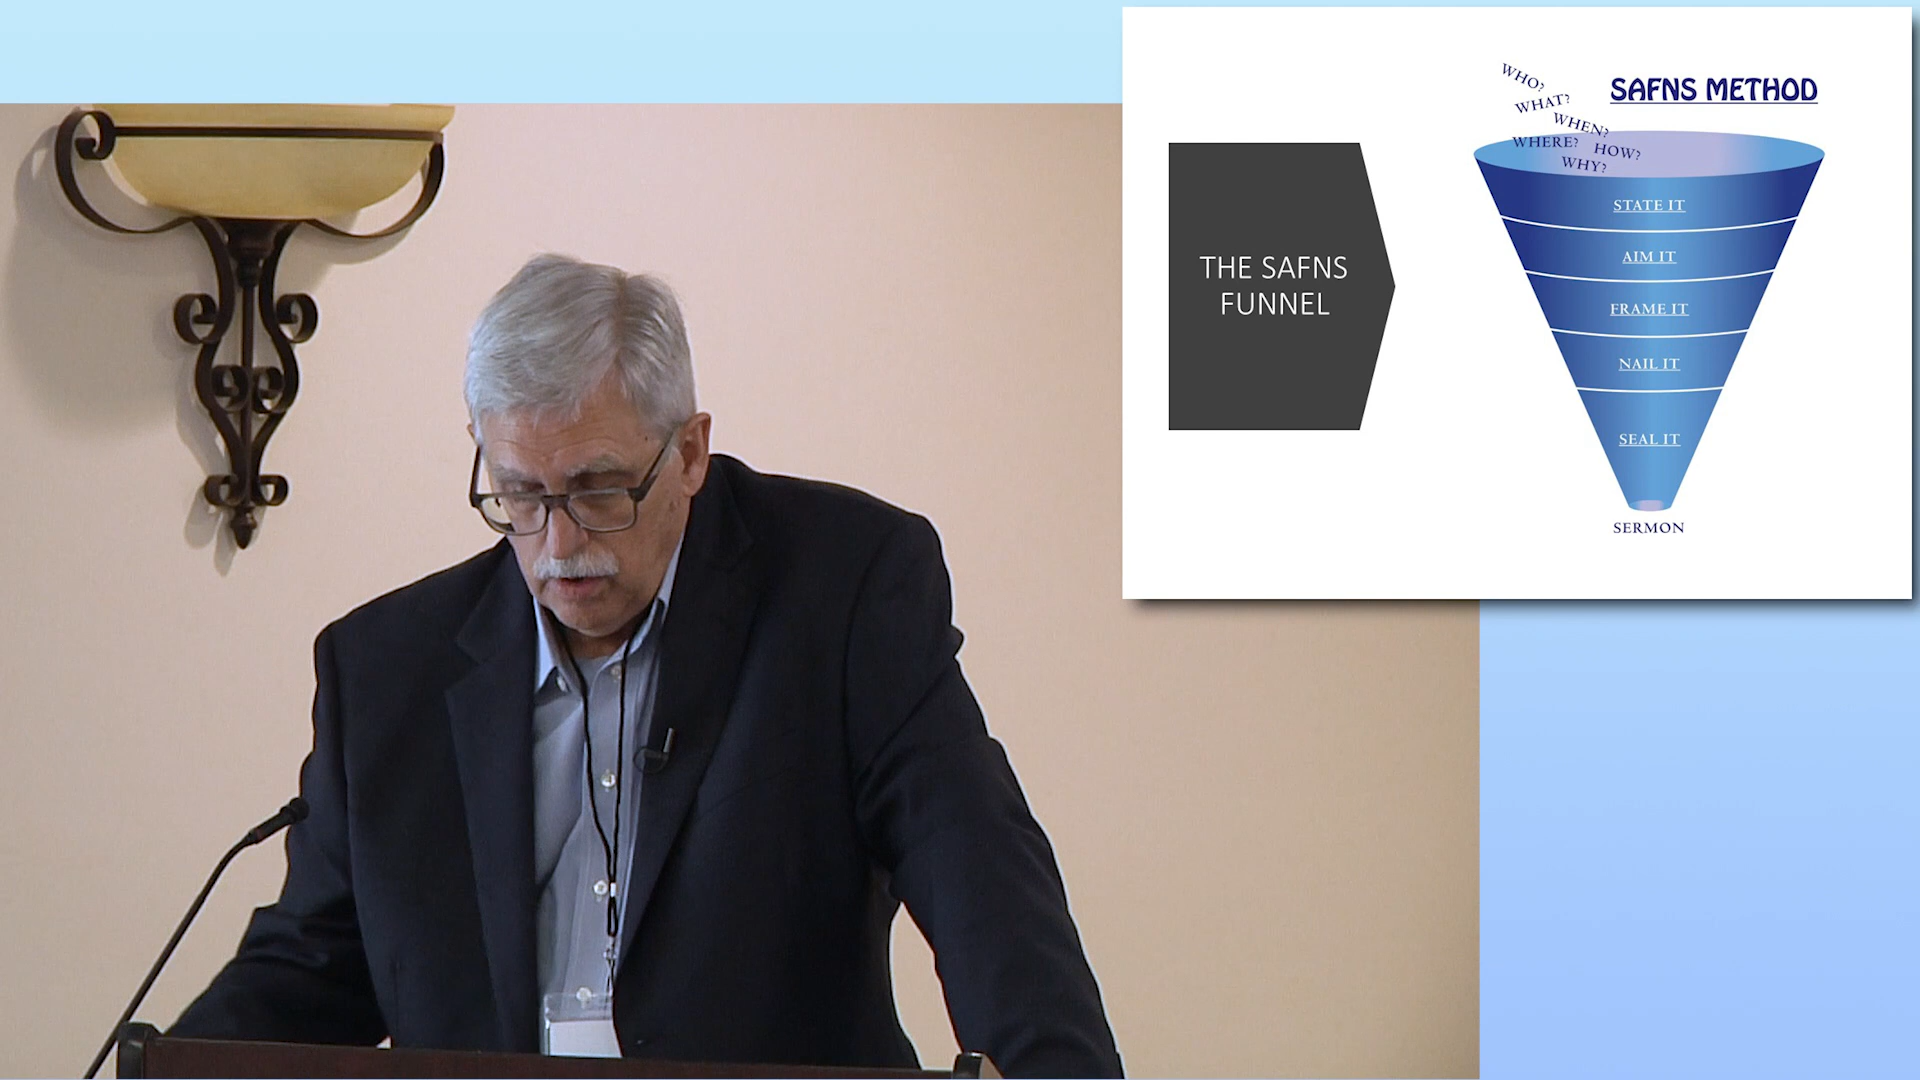 THE SAFNS
FUNNEL
SAFNS METHOD
WHO?
WHAT?
WHEN?
WHERE? HOW?
WHY?
STATE IT
AIM IT
FRAME IT
NAIL IT
SEAL IT
SERMON